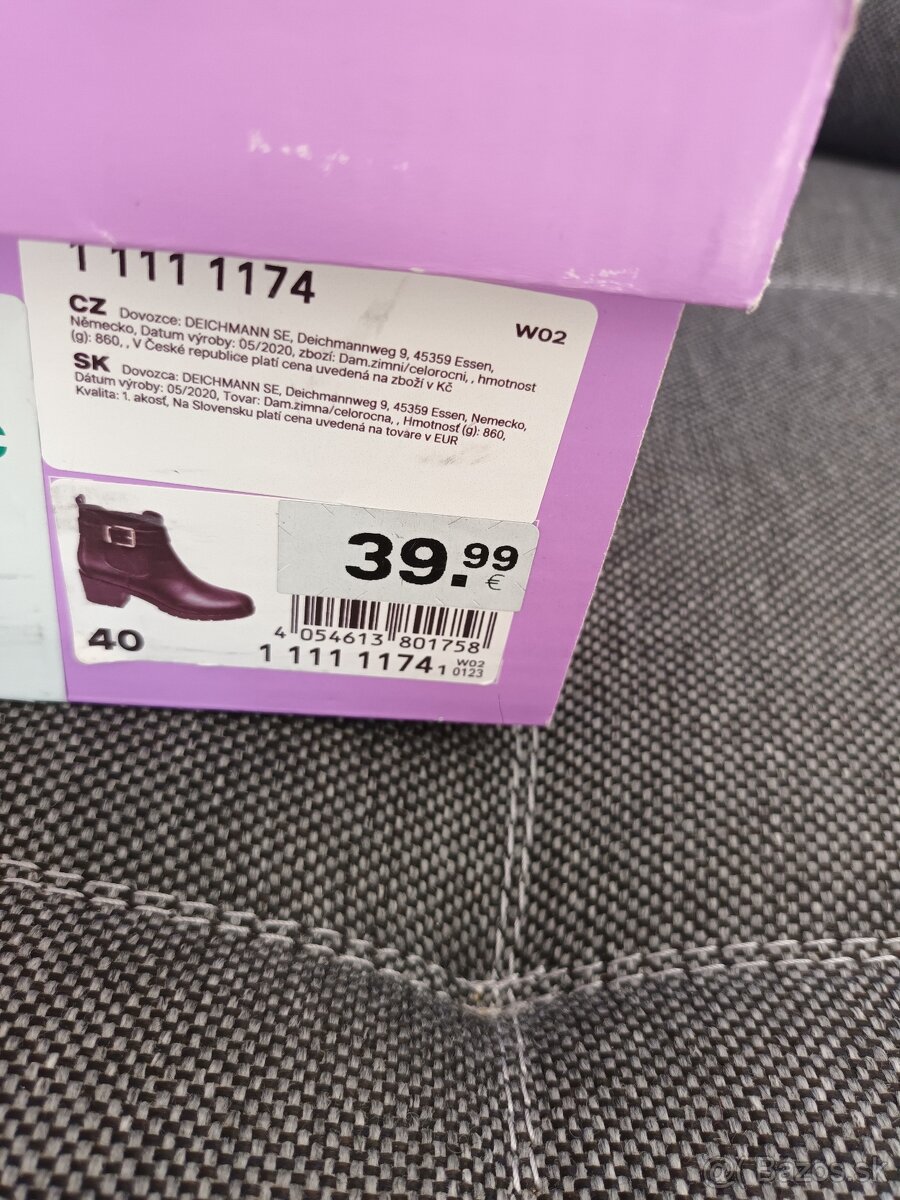 1 111 1174
W02
CZ Dovozce: DEICHMANN SE, Deichmannweg 9, 45359 Essen,
Německo, Datum výroby: 05/2020, zboží: Dam.zimni/celorocni, , hmotnost
(g): 860, , V České republice platí cena uvedená na zboží v Kč
SK Dovozca: DEICHMANN SE, Deichmannweg 9, 45359 Essen, Nemecko,
Dátum výroby: 05/2020, Tovar: Dam.zimna/celorocna, , Hmotnosť (g): 860,
Kvalita: 1. akosť, Na Slovensku platí cena uvedená na tovare v EUR
39.99
€
4 054613 801758
40
1 111 1174 1
W02
0123
Bazos.sk